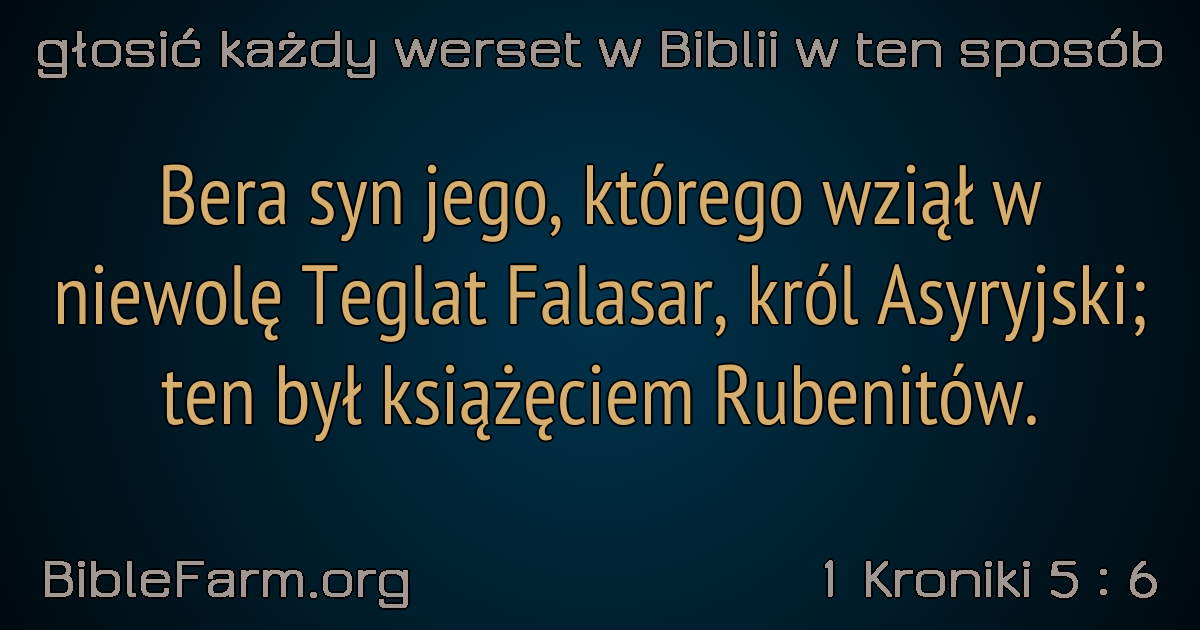 głosić każdy werset w Biblii w ten sposób
Bera syn jego, którego wziął w
niewolę Teglat Falasar, król Asyryjski;
ten był książęciem Rubenitów.
BibleFarm.org
1 Kroniki 5 : 6